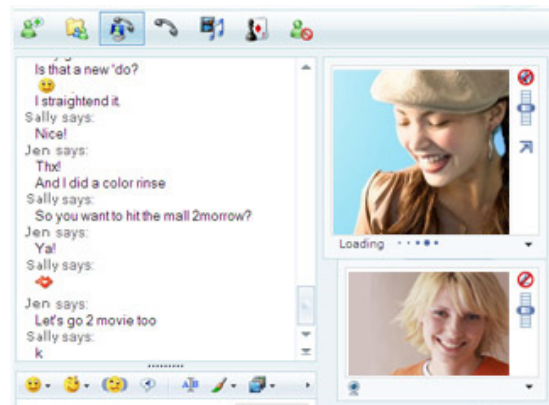 Is that a new 'do?
I straightend it.
Sally says:
Nice!
Jen says:
Thx!
And I did a color rinse
Sally says:
So you want to hit the mall 2morrow?
Jen says:
Ya!
Sally says:
Jen says:
Let's go 2 movie too
Sally says:
k
Loading